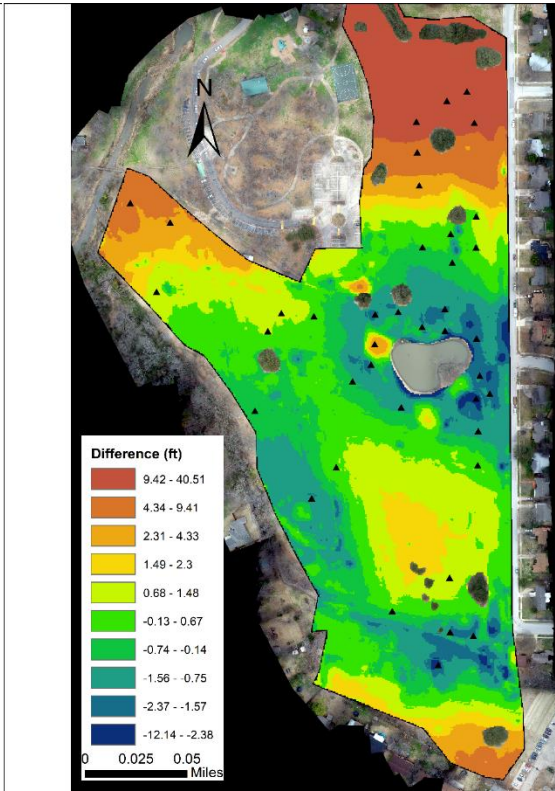 N
Difference (ft)
9.42 - 40.51
4.34 - 9.41
2.31 - 4.33
1.49 - 2.3
0.68 - 1.48
-0.13 - 0.67
-0.74 - -0.14
-1.56 - -0.75
-2.37 - -1.57
-12.14 - -2.38
0 0.025 0.05
Miles